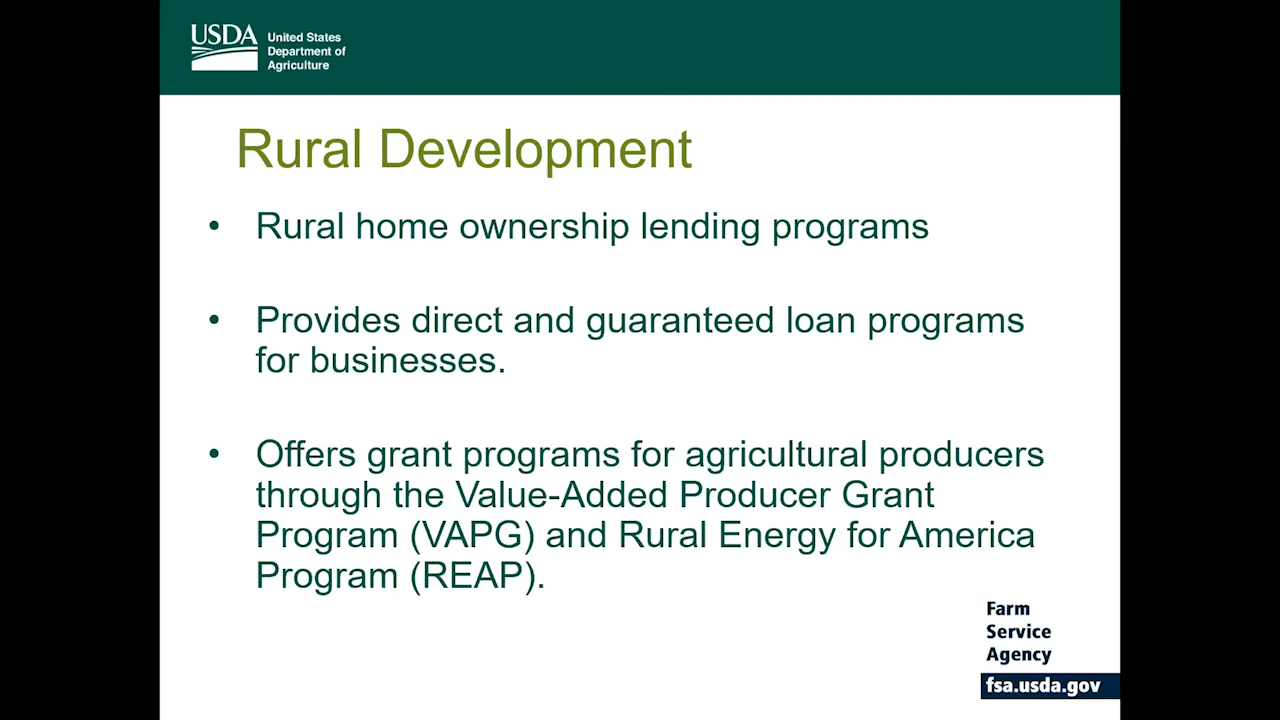 USDA
United States
Department of
Agriculture
Rural Development
• Rural home ownership lending programs
• Provides direct and guaranteed loan programs
for businesses.
• Offers grant programs for agricultural producers
through the Value-Added Producer Grant
Program (VAPG) and Rural Energy for America
Program (REAP).
Farm
Service
Agency
fsa.usda.gov